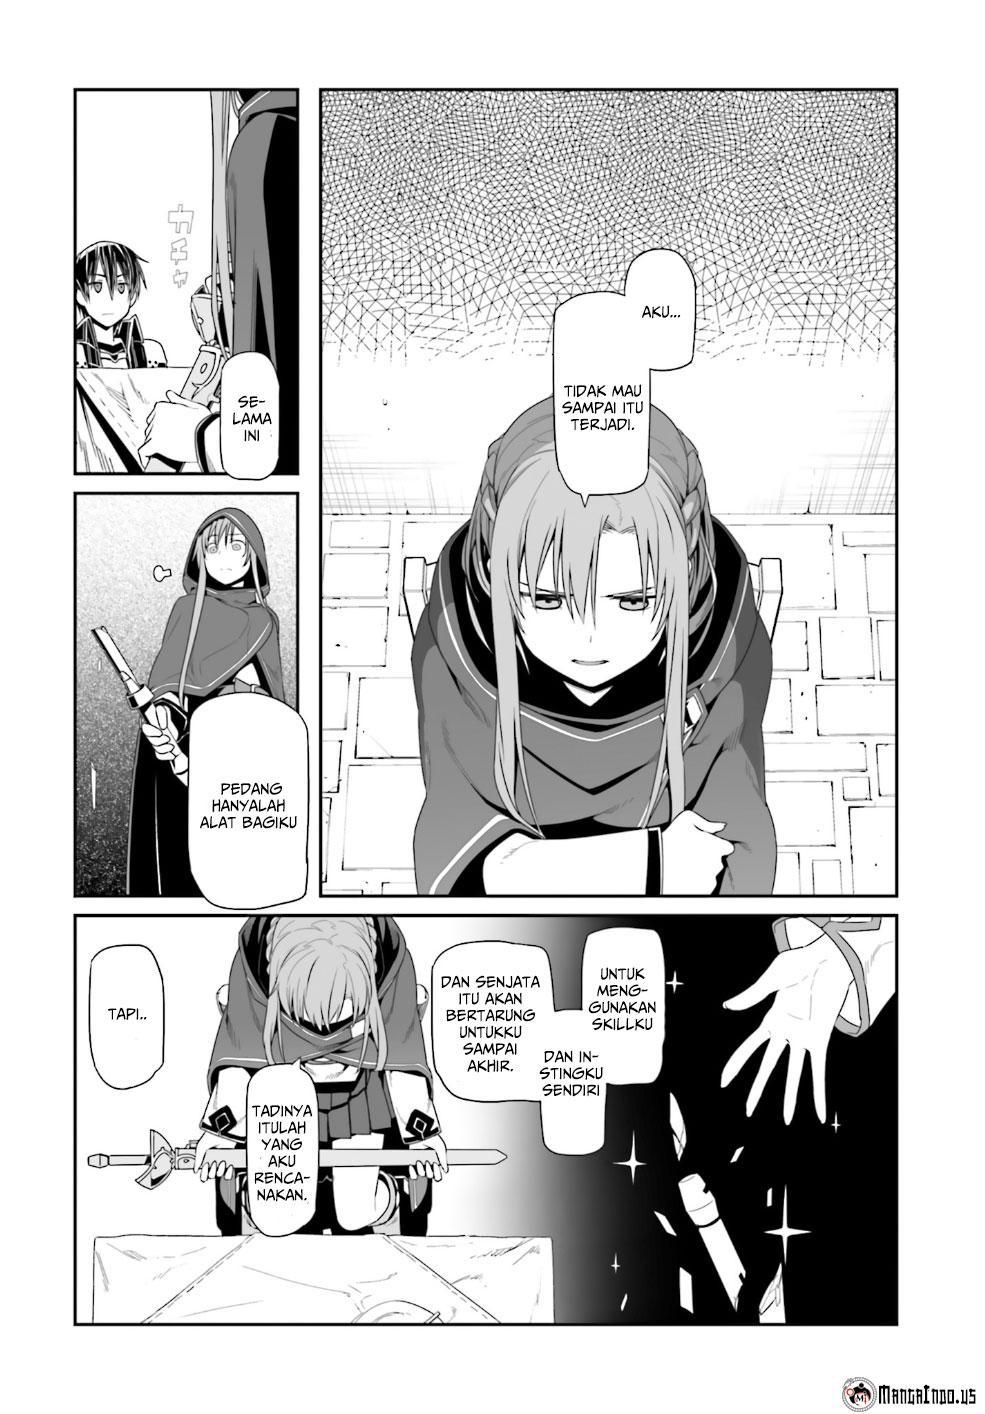 AKU...
TIDAK MAU
SAMPAI ITU
TERJADI.
カチャ
SE-
LAMA
INI
PEDANG
HANYALAH
ALAT BAGIKU
UNTUK
MENG-
GUNAKAN
SKILLKU
DAN IN-
STINGKU
SENDIRI
DAN SENJATA
ITU AKAN
BERTARUNG
UNTUKKU
SAMPAI
AKHIR.
TADINYA
ITULAH
YANG
AKU
RENCA-
NAKAN.
TAPI..
MANGAINDO.US